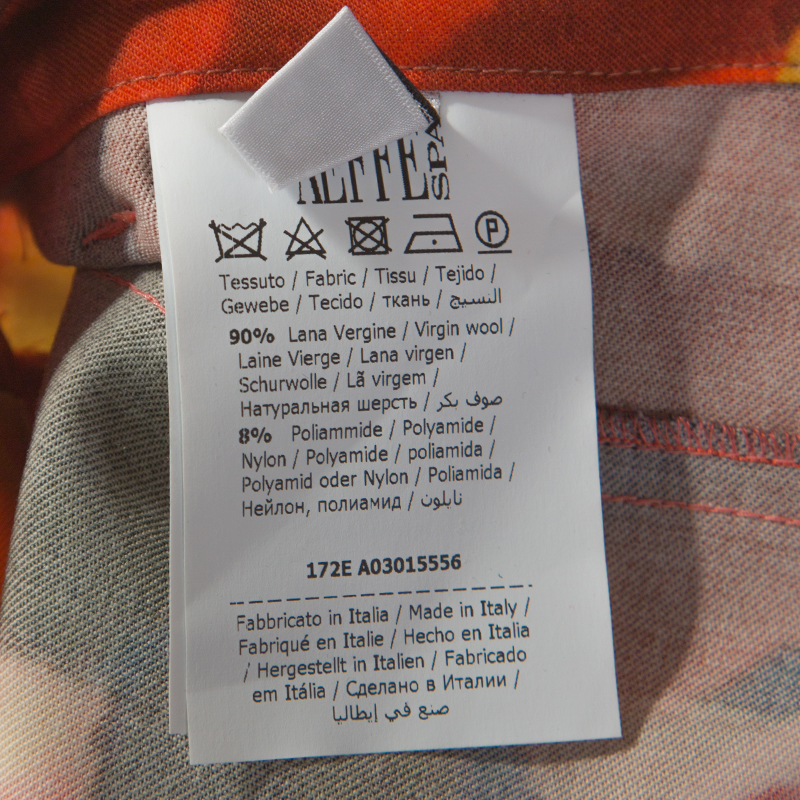 SPA
Tessuto / Fabric / Tissu / Tejido /
Gewebe / Tecido / ткань / النسيج
90% Lana Vergine / Virgin wool /
Laine Vierge / Lana virgen /
Schurwolle / Lã virgem /
Натуральная шерсть / صوف بكر
8% Poliammide / Polyamide /
Nylon / Polyamide / poliamida /
Polyamid oder Nylon / Poliamida /
Нейлон, полиамид / نايلون
172E A03015556
Fabbricato in Italia / Made in Italy /
Fabriqué en Italie / Hecho en Italia
/ Hergestellt in Italien / Fabricado
em Itália / Сделано в Италии /
صنع في إيطاليا